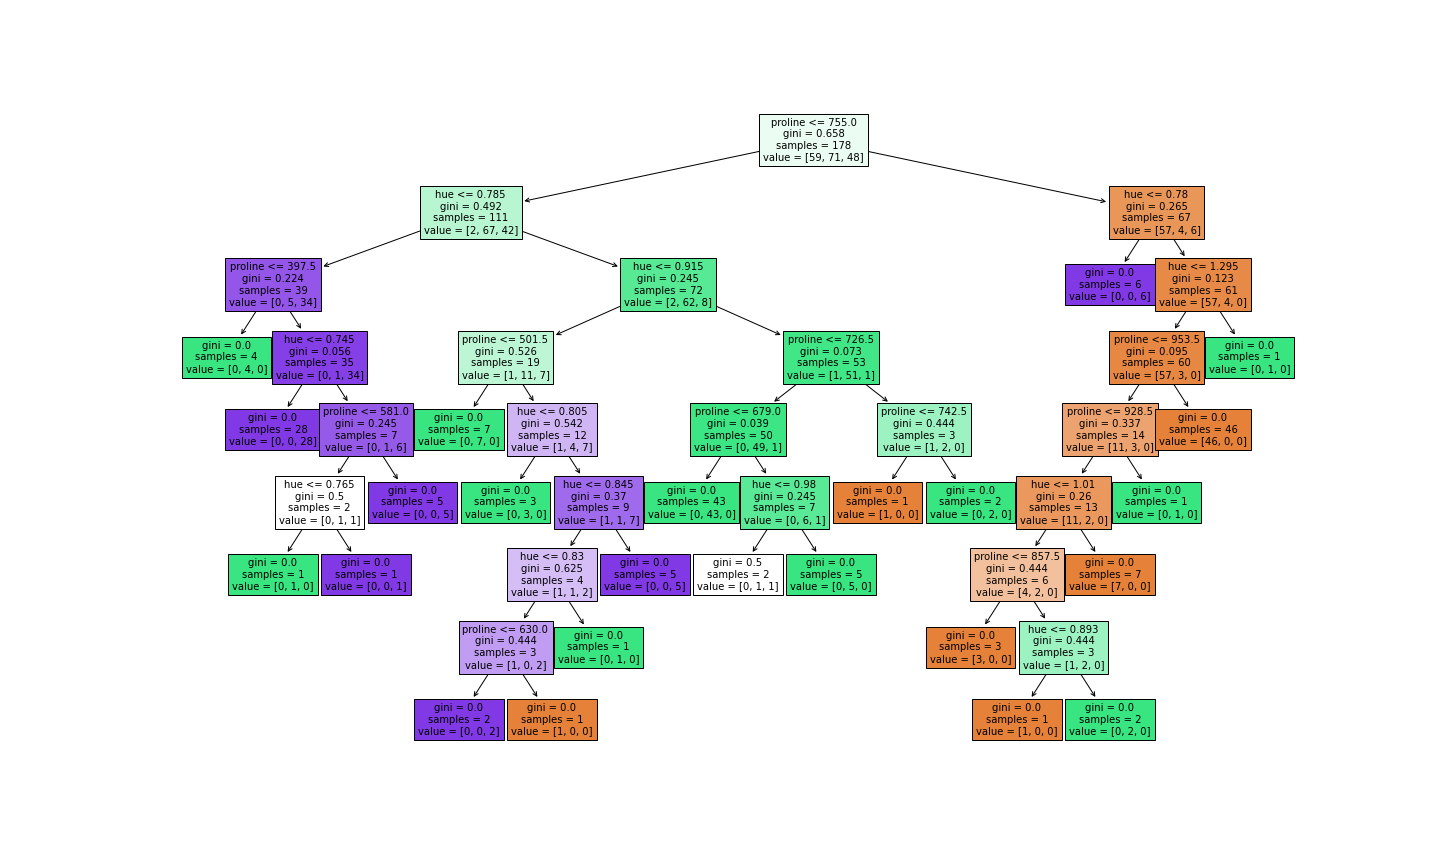 proline <= 755.0
gini = 0.658
samples = 178
value = [59, 71, 48]
hue <= 0.785
gini = 0.492
samples = 111
value = [2, 67, 42]
hue <= 0.78
gini = 0.265
samples = 67
value = [57, 4, 6]
proline <= 397.5
gini = 0.224
samples = 39
value = [0, 5, 34]
hue <= 0.915
gini = 0.245
samples = 72
value = [2, 62, 8]
gini = 0.0
samples = 6
value = [0, 0, 6]
hue <= 1.295
gini = 0.123
samples = 61
value = [57, 4, 0]
gini = 0.0
samples = 4
value = [0, 4, 0]
hue <= 0.745
gini = 0.056
samples = 35
value = [0, 1, 34]
proline <= 501.5
gini = 0.526
samples = 19
value = [1, 11, 7]
proline <= 726.5
gini = 0.073
samples = 53
value = [1, 51, 1]
proline <= 953.5
gini = 0.095
samples = 60
value = [57, 3, 0]
gini = 0.0
samples = 1
value = [0, 1, 0]
gini = 0.0
samples = 28
value = [0, 0, 28]
proline <= 581.0
gini = 0.245
samples = 7
value = [0, 1, 6]
gini = 0.0
samples = 7
value = [0, 7, 0]
hue <= 0.805
gini = 0.542
samples = 12
value = [1, 4, 7]
proline <= 679.0
gini = 0.039
samples = 50
value = [0, 49, 1]
proline <= 742.5
gini = 0.444
samples = 3
value = [1, 2, 0]
proline <= 928.5
gini = 0.337
samples = 14
value = [11, 3, 0]
gini = 0.0
samples = 46
value = [46, 0, 0]
hue <= 0.765
gini = 0.5
samples = 2
value = [0, 1, 1]
gini = 0.0
samples = 5
value = [0, 0, 5]
gini = 0.0
samples = 3
value = [0, 3, 0]
hue <= 0.845
gini = 0.37
samples = 9
value = [1, 1, 7]
gini = 0.0
samples = 43
value = [0, 43, 0]
hue <= 0.98
gini = 0.245
samples = 7
value = [0, 6, 1]
gini = 0.0
samples = 1
value = [1, 0, 0]
gini = 0.0
samples = 2
value = [0, 2, 0]
hue <= 1.01
gini = 0.26
samples = 13
value = [11, 2, 0]
gini = 0.0
samples = 1
value = [0, 1, 0]
gini = 0.0
samples = 1
value = [0, 1, 0]
gini = 0.0
samples = 1
value = [0, 0, 1]
hue <= 0.83
gini = 0.625
samples = 4
value = [1, 1, 2]
gini = 0.0
samples = 5
value = [0, 0, 5]
gini = 0.5
samples = 2
value = [0, 1, 1]
gini = 0.0
samples = 5
value = [0, 5, 0]
proline <= 857.5
gini = 0.444
samples = 6
value = [4, 2, 0]
gini = 0.0
samples = 7
value = [7, 0, 0]
proline <= 630.0
gini = 0.444
samples = 3
value = [1, 0, 2]
gini = 0.0
samples = 1
value = [0, 1, 0]
gini = 0.0
samples = 3
value = [3, 0, 0]
hue <= 0.893
gini = 0.444
samples = 3
value = [1, 2, 0]
gini = 0.0
samples = 2
value = [0, 0, 2]
gini = 0.0
samples = 1
value = [1, 0, 0]
gini = 0.0
samples = 1
value = [1, 0, 0]
gini = 0.0
samples = 2
value = [0, 2, 0]